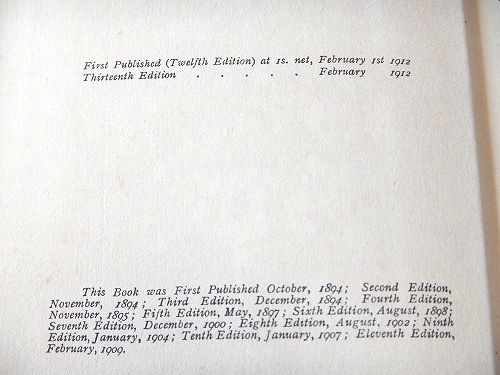 First Published (Twelfth Edition) at 1s. net, February 1st 1912
Thirteenth Edition . . . . . February 1912
This Book was First Published October, 1894; Second Edition,
November, 1894; Third Edition, December, 1894; Fourth Edition,
November, 1895; Fifth Edition, May, 1897; Sixth Edition, August, 1898;
Seventh Edition, December, 1900; Eighth Edition, August, 1902; Ninth
Edition, January, 1904; Tenth Edition, January, 1907; Eleventh Edition,
February, 1909.